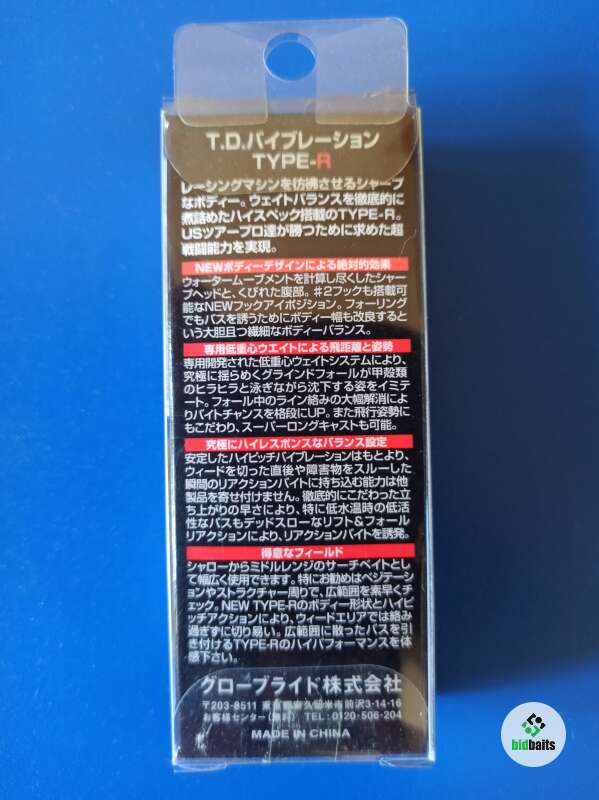 T.D.バイブレーション
TYPE-R
レーシングマシンを彷彿させるシャープ
なボディー。ウェイトバランスを徹底的に
煮詰めたハイスペック搭載のTYPE-R。
USツアープロ達が勝つために求めた超
戦闘能力を実現。
NEWボディーデザインによる絶対的効果
ウォータームーブメントを計算し尽くしたシャー
プヘッドと、くびれた腹部。♯2フックも搭載可
能なNEWフックアイポジション。フォーリング
でもバスを誘うためにボディー幅も改良すると
いう大胆且つ繊細なボディーバランス。
専用低重心ウエイトによる飛距離と姿勢
専用開発された低重心ウェイトシステムにより、
究極に揺らめくグラインドフォールが甲殻類
のヒラヒラと泳ぎながら沈下する姿をイミテ
ート。フォール中のライン絡みの大幅解消によ
りバイトチャンスを格段にUP。また飛行姿勢に
もこだわり、スーパーロングキャストも可能。
究極にハイレスポンスなバランス設定
安定したハイピッチバイブレーションはもとより、
ウィードを切った直後や障害物をスルーした
瞬間のリアクションバイトに持ち込む能力は他
製品を寄せ付けません。徹底的にこだわった立
ち上がりの早さにより、特に低水温時の低活
性なバスもデッドスローなリフト&フォール
リアクションにより、リアクションバイトを誘発。
得意なフィールド
シャローからミドルレンジのサーチベイトとし
て幅広く使用できます。特にお勧めはベジテーシ
ョンやストラクチャー周りで、広範囲を素早くチ
ェック。NEW TYPE-Rのボディー形状とハイピ
ッチアクションにより、ウィードエリアでは絡み
過ぎずに切り易い。広範囲に散ったバスを引
き付けるTYPE-Rのハイパフォーマンスを体
感下さい。
グローブライド株式会社
〒203-8511 東京都東久留米市前沢3-14-16
お客様センター(無料) TEL:0120-506-204
MADE IN CHINA
bidbaits